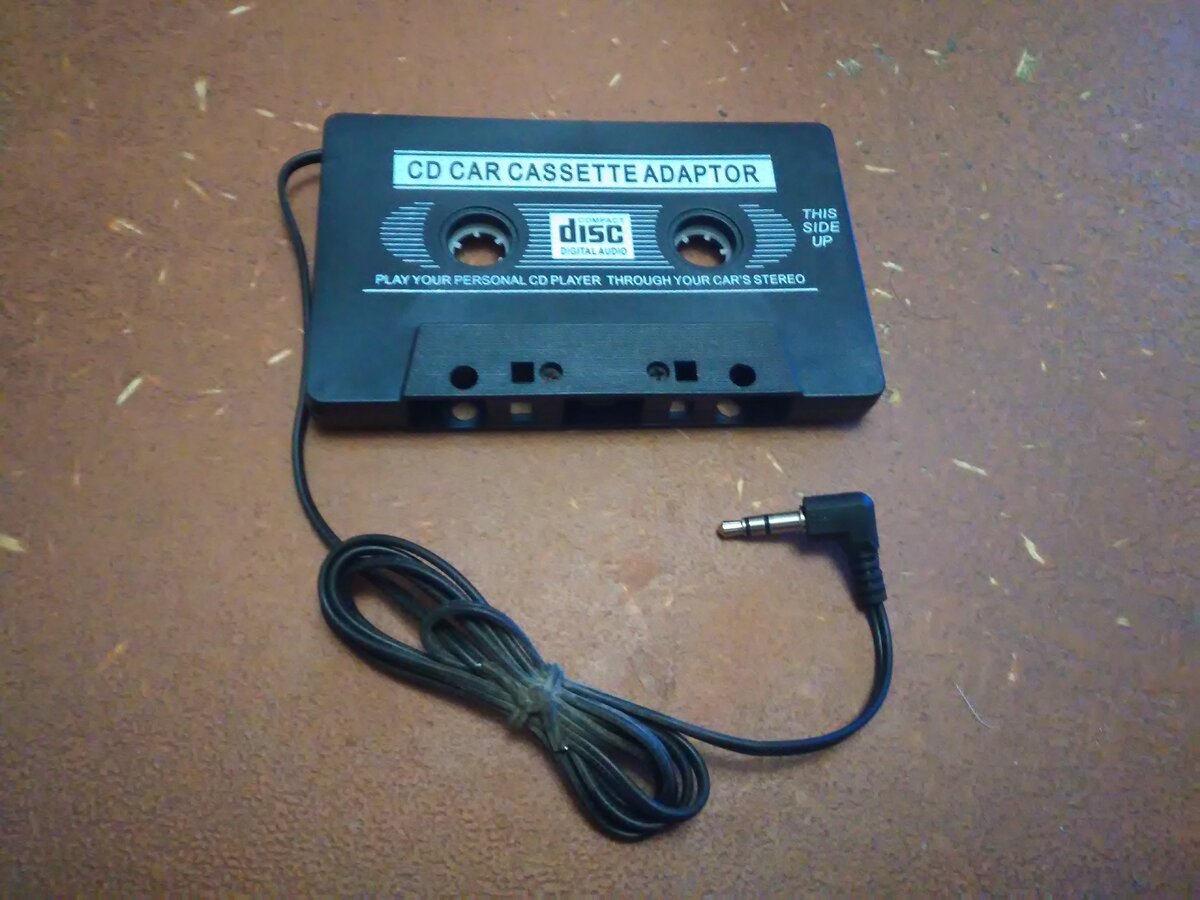 CD CAR CASSETTE ADAPTOR
COMPACT
disc
DIGITAL AUDIO
THIS
SIDE
UP
PLAY YOUR PERSONAL CD PLAYER THROUGH YOUR CAR'S STEREO